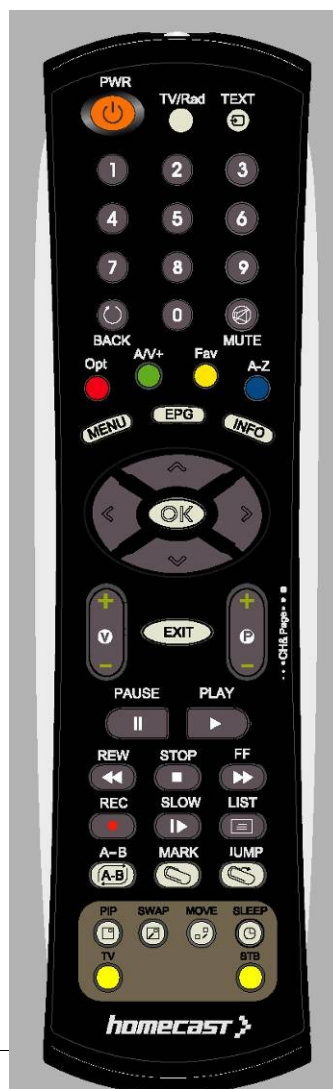 PWR
TV/Rad TEXT
1 2 3
4 5 6
7 8 9
0
BACK MUTE
Opt A/V+ Fav A-Z
MENU EPG INFO
OK
+ +
V EXIT P
- -
CH& Page
PAUSE PLAY
REW STOP FF
REC SLOW LIST
A-B MARK JUMP
A-B
PIP SWAP MOVE SLEEP
TV STB
homecast